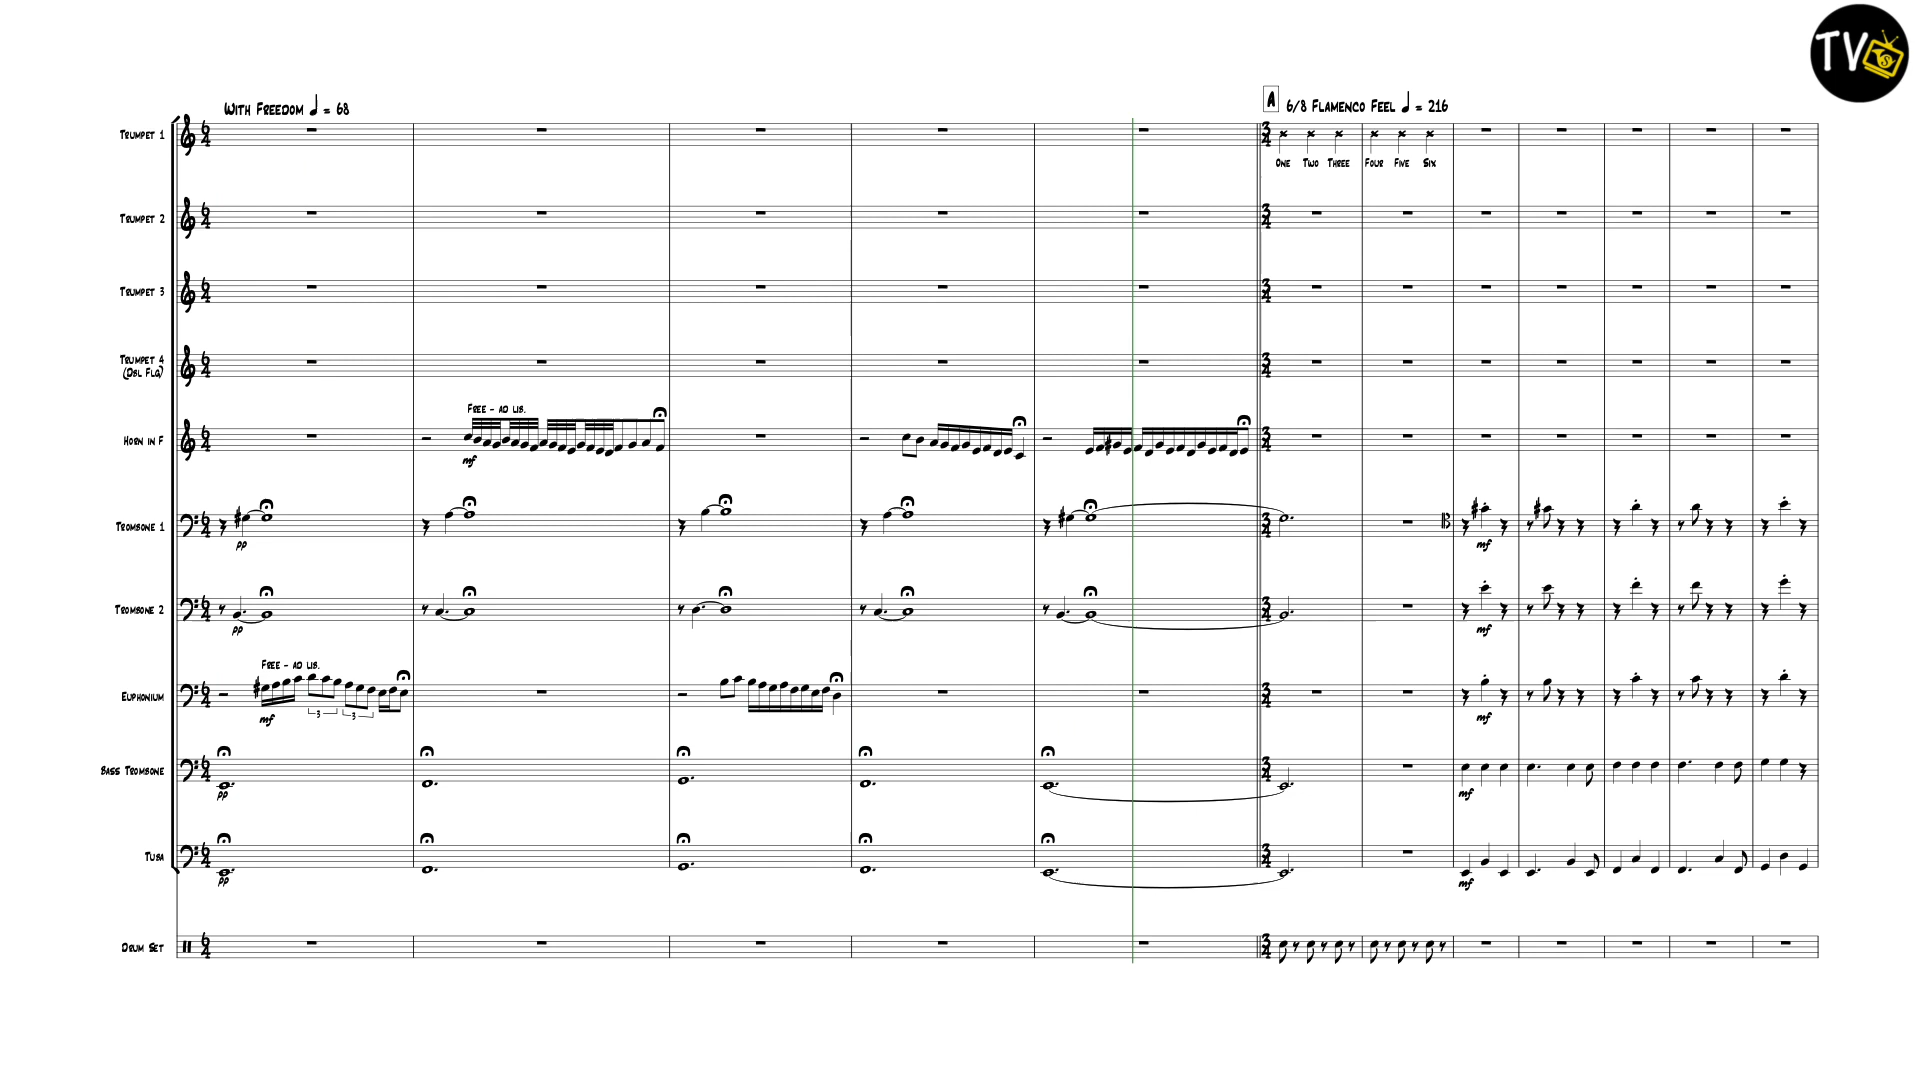 TV
With Freedom ♩ = 68
A 6/8 Flamenco Feel ♩ = 216
Trumpet 1
One Two Three Four Five Six
Trumpet 2
Trumpet 3
Trumpet 4
(Dbl Flg)
Free - ad lib.
Horn in F
mf
Trombone 1
pp
mf
Trombone 2
pp
mf
Free - ad lib.
Euphonium
3 3
mf
mf
Bass Trombone
pp
mf
Tuba
pp
mf
Drum Set